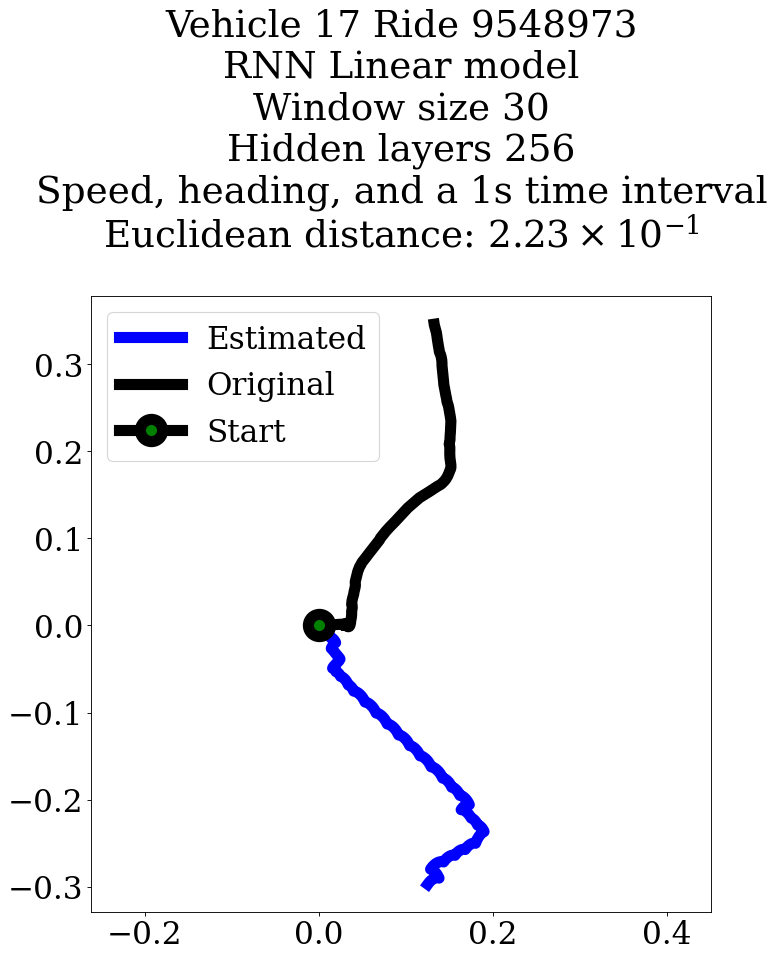 Vehicle 17 Ride 9548973
RNN Linear model
Window size 30
Hidden layers 256
Speed, heading, and a 1s time interval
Euclidean distance: 2.23 × 10⁻¹
Estimated
Original
Start
0.3
0.2
0.1
0.0
−0.1
−0.2
−0.3
−0.2
0.0
0.2
0.4